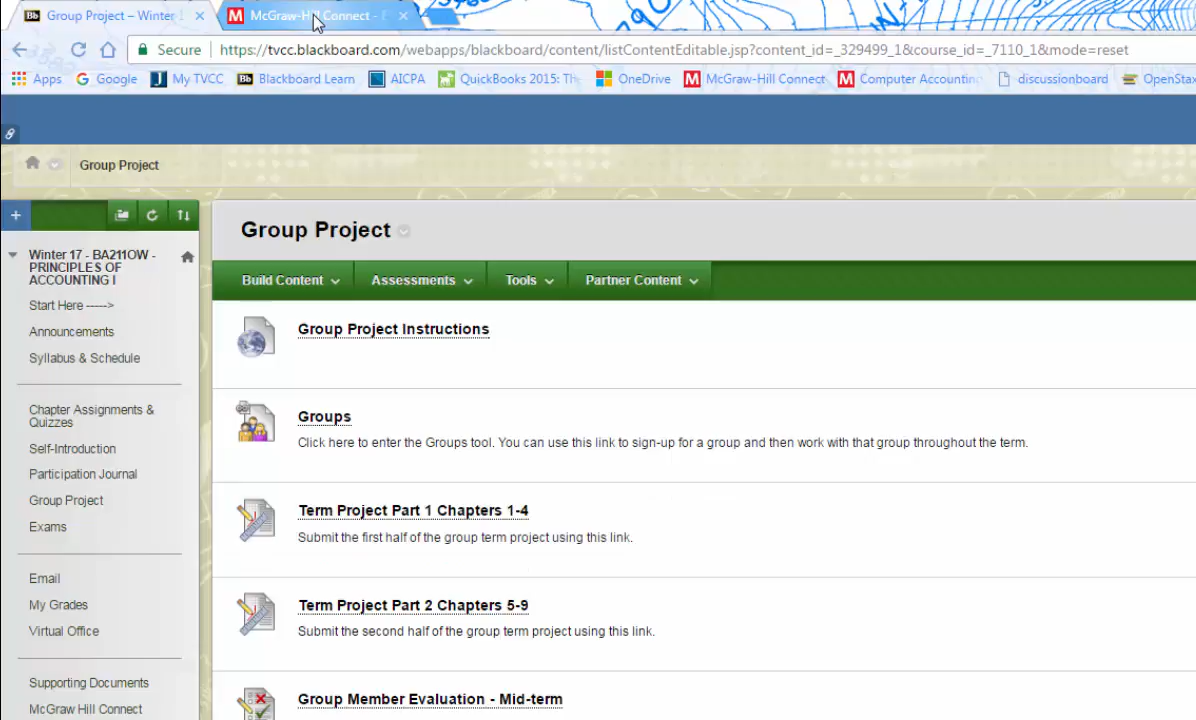 Bb Group Project – Winter
M McGraw-Hill Connect -
Secure https://tvcc.blackboard.com/webapps/blackboard/content/listContentEditable.jsp?content_id=_329499_1&course_id=_7110_1&mode=reset
Apps Google My TVCC Bb Blackboard Learn AICPA QuickBooks 2015: The OneDrive M McGraw-Hill Connect M Computer Accounting discussionboard OpenStax
Group Project
Winter 17 - BA211OW -
PRINCIPLES OF
ACCOUNTING I
Start Here ----->
Announcements
Syllabus & Schedule
Chapter Assignments &
Quizzes
Self-Introduction
Participation Journal
Group Project
Exams
Email
My Grades
Virtual Office
Supporting Documents
McGraw Hill Connect
Group Project
Build Content Assessments Tools Partner Content
Group Project Instructions
Groups
Click here to enter the Groups tool. You can use this link to sign-up for a group and then work with that group throughout the term.
Term Project Part 1 Chapters 1-4
Submit the first half of the group term project using this link.
Term Project Part 2 Chapters 5-9
Submit the second half of the group term project using this link.
Group Member Evaluation - Mid-term